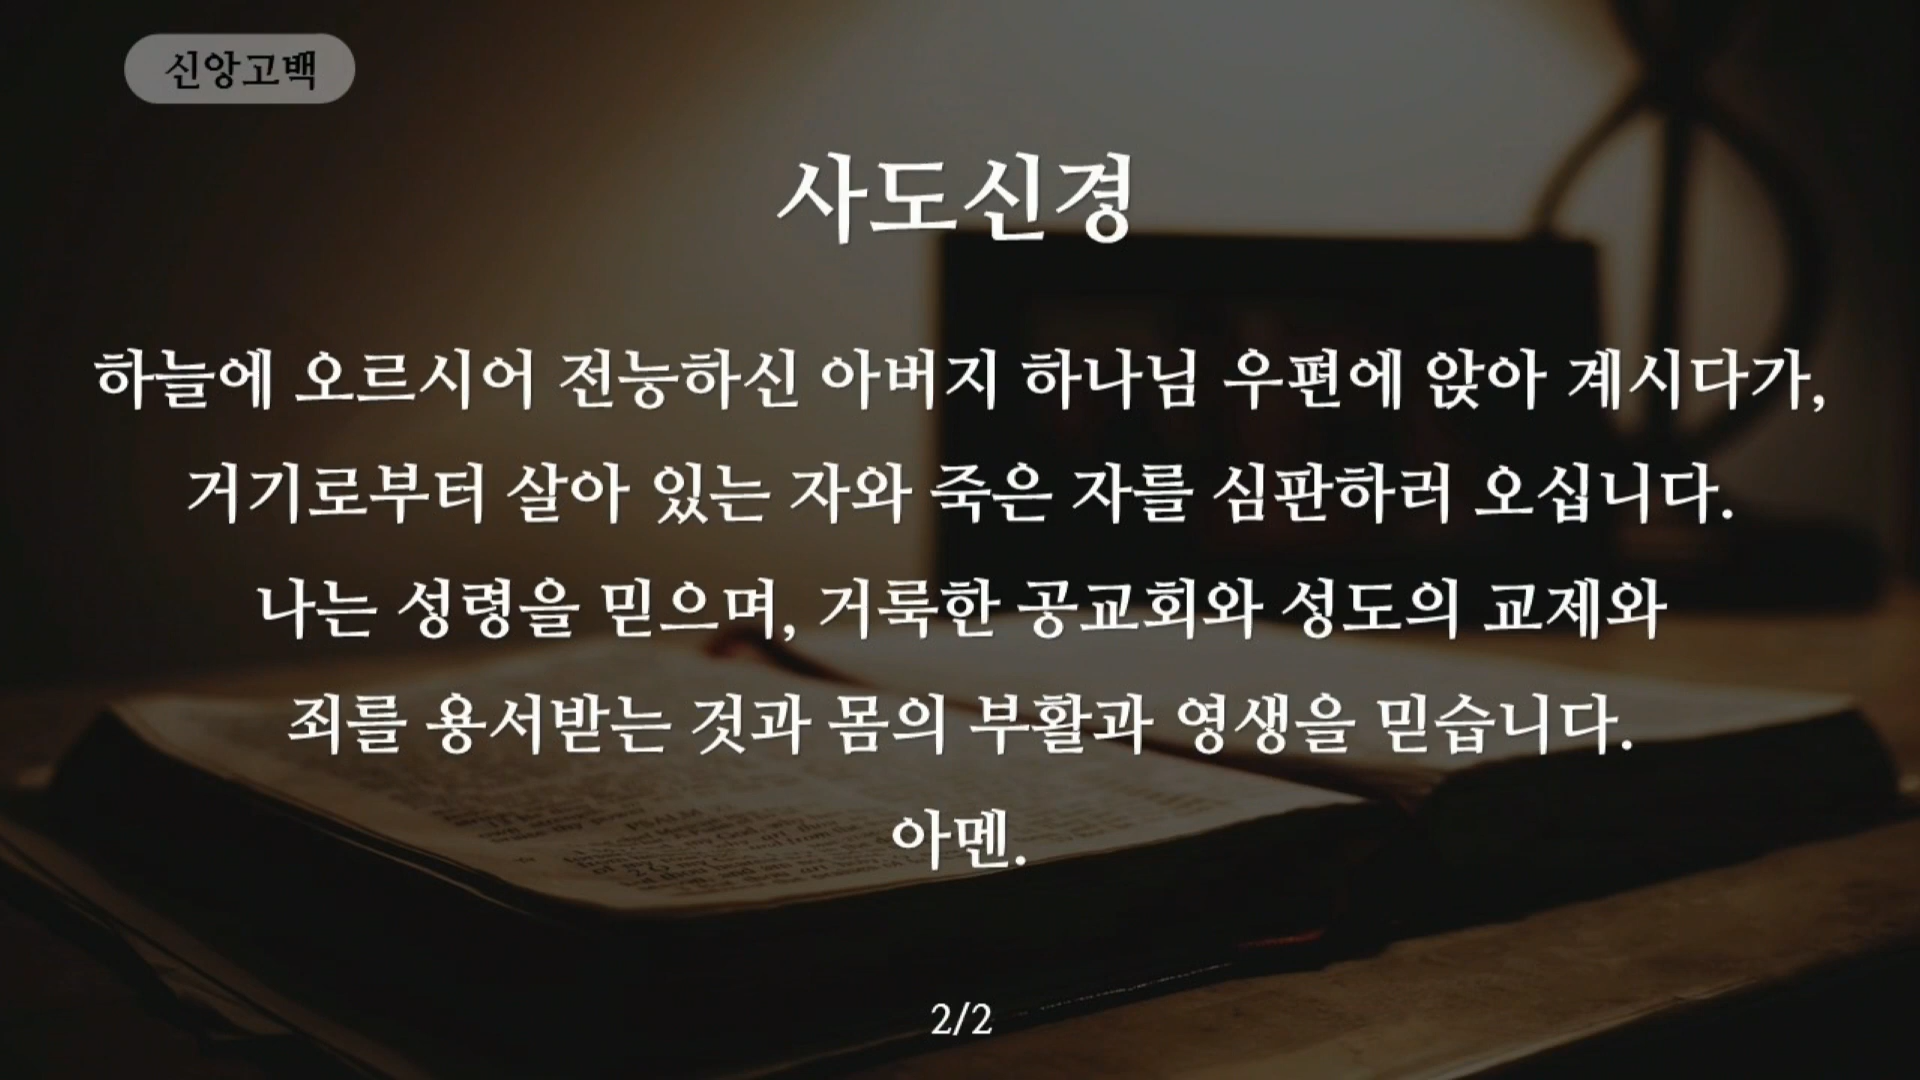 신앙고백
사도신경
하늘에 오르시어 전능하신 아버지 하나님 우편에 앉아 계시다가,
거기로부터 살아 있는 자와 죽은 자를 심판하러 오십니다.
나는 성령을 믿으며, 거룩한 공교회와 성도의 교제와
죄를 용서받는 것과 몸의 부활과 영생을 믿습니다.
아멘.
2/2